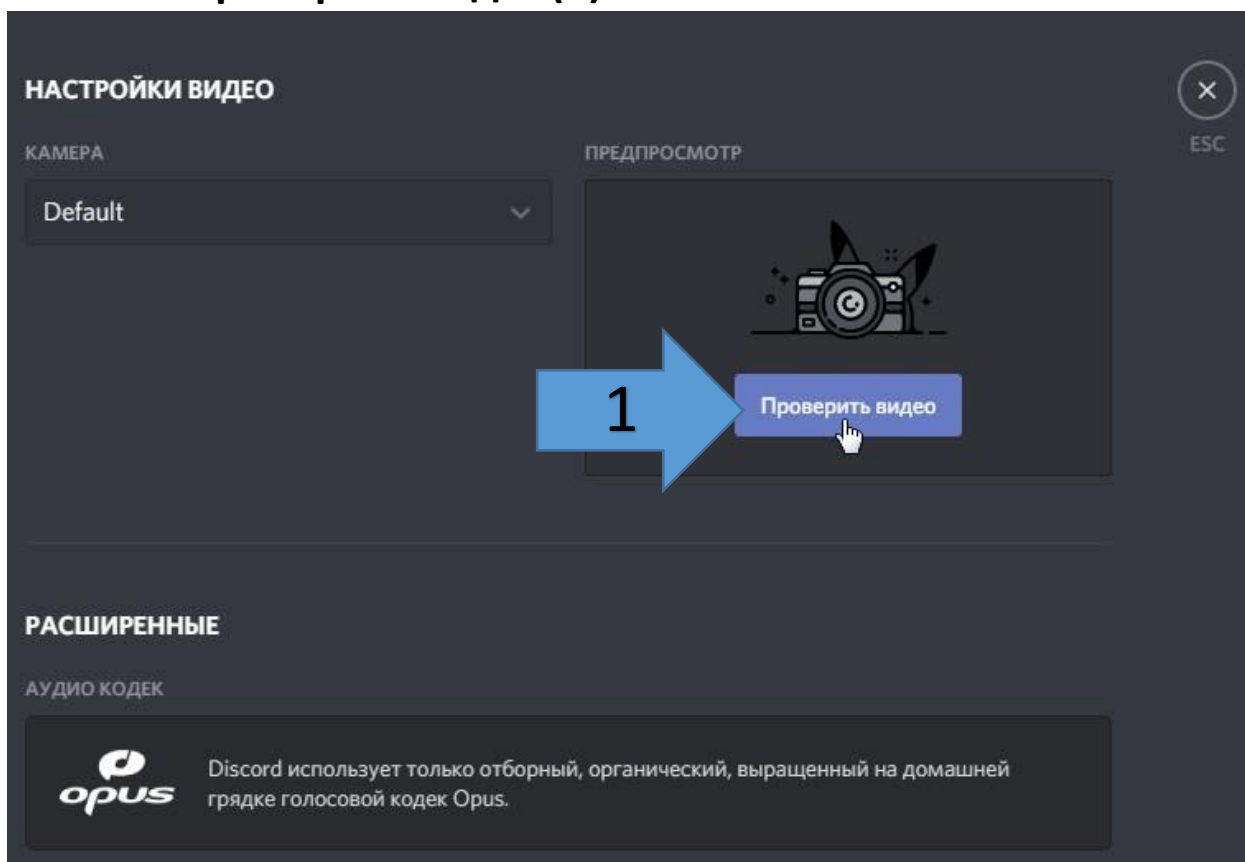 НАСТРОЙКИ ВИДЕО
КАМЕРА
ПРЕДПРОСМОТР
ESC
Default
1
Проверить видео
РАСШИРЕННЫЕ
АУДИО КОДЕК
opus
Discord использует только отборный, органический, выращенный на домашней
грядке голосовой кодек Opus.